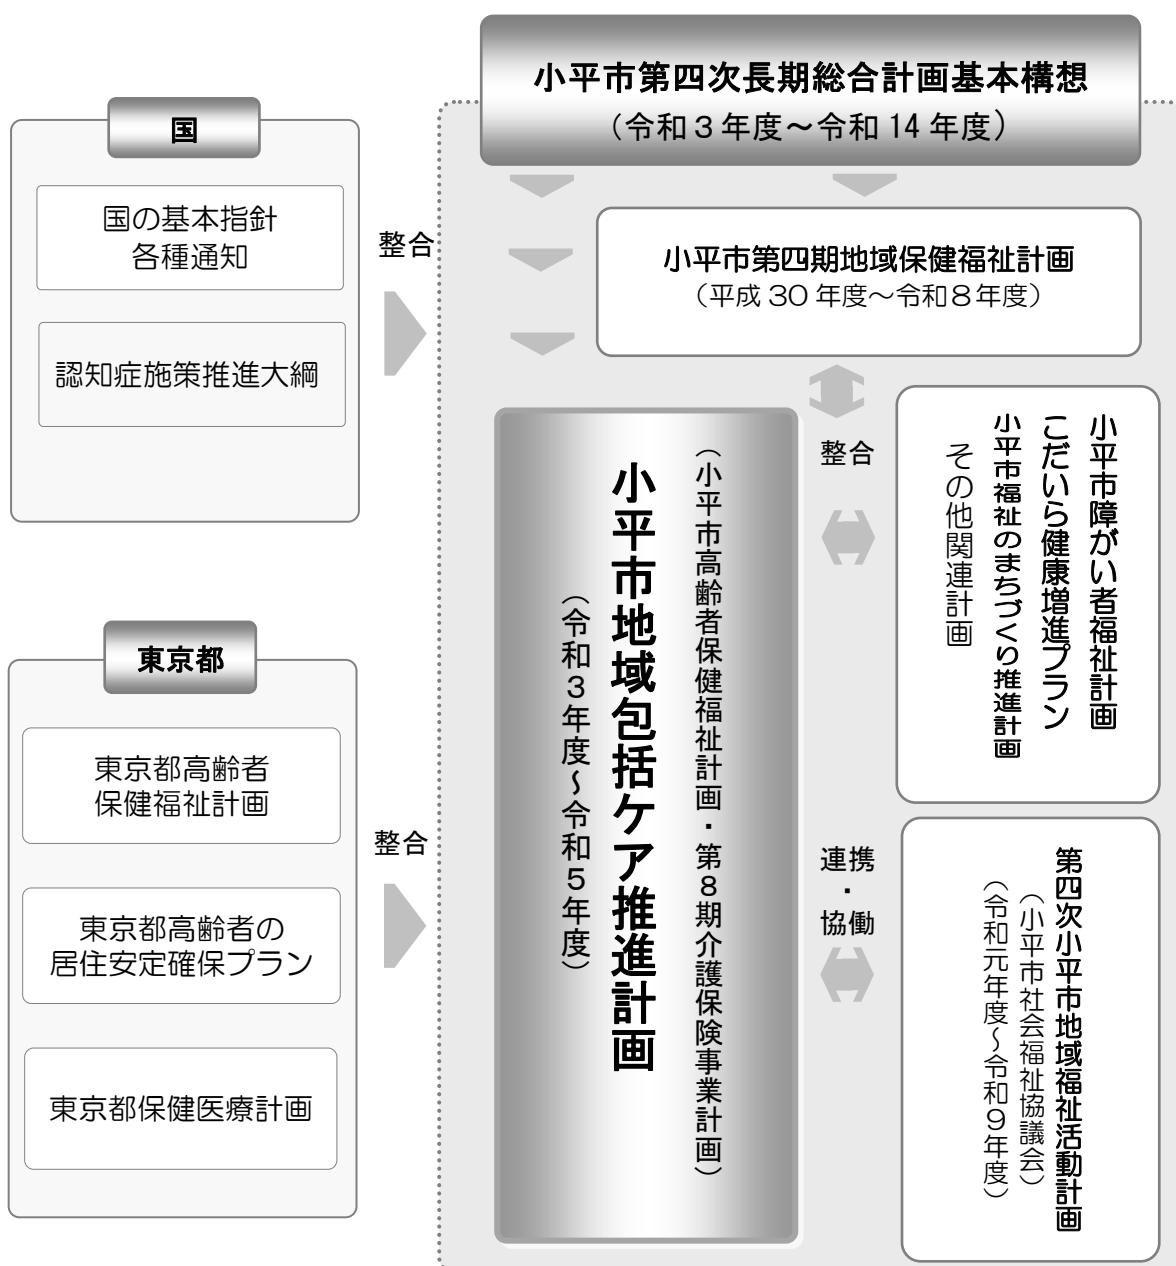 小平市第四次長期総合計画基本構想
（令和３年度～令和 14 年度）
国
国の基本指針
各種通知
認知症施策推進大綱
整合
小平市第四期地域保健福祉計画
（平成 30 年度～令和８年度）
整合
（小平市高齢者保健福祉計画・第８期介護保険事業計画）
小平市地域包括ケア推進計画
（令和３年度～令和５年度）
小平市障がい者福祉計画
こだいら健康増進プラン
小平市福祉のまちづくり推進計画
その他関連計画
東京都
東京都高齢者
保健福祉計画
東京都高齢者の
居住安定確保プラン
東京都保健医療計画
整合
連携
・
協働
第四次小平市地域福祉活動計画
（小平市社会福祉協議会）
（令和元年度～令和９年度）